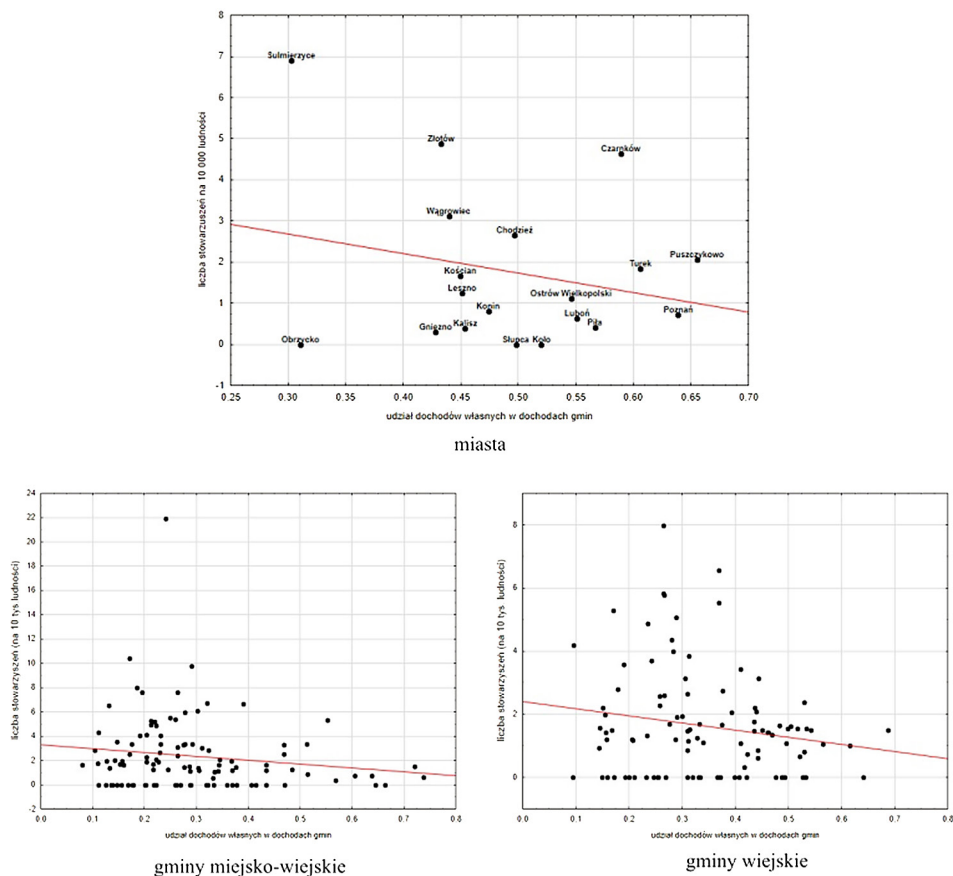 8
7
6
5
4
3
2
1
0
-1
liczba stowarzuszeń na 10 000 ludności
Sulmierzyce
Złotów
Czarnków
Wągrowiec
Chodzież
Puszczykowo
Turek
Kościan
Leszno
Ostrów Wielkopolski
Konin
Luboń
Poznań
Gniezno Kalisz
Piła
Obrzycko
Słupca Koło
0.25 0.30 0.35 0.40 0.45 0.50 0.55 0.60 0.65 0.70
udział dochodów własnych w dochodach gmin
miasta
24
22
20
18
16
14
12
10
8
6
4
2
0
-2
liczba stowarzyszeń (na 10 tys. ludności)
0.0 0.1 0.2 0.3 0.4 0.5 0.6 0.7 0.8
udział dochodów własnych w dochodach gmin
gminy miejsko-wiejskie
8
6
4
2
0
liczba stowarzyszeń (na 10 tys ludności)
0.0 0.1 0.2 0.3 0.4 0.5 0.6 0.7 0.8
udział dochodów własnych w dochodach gmin
gminy wiejskie